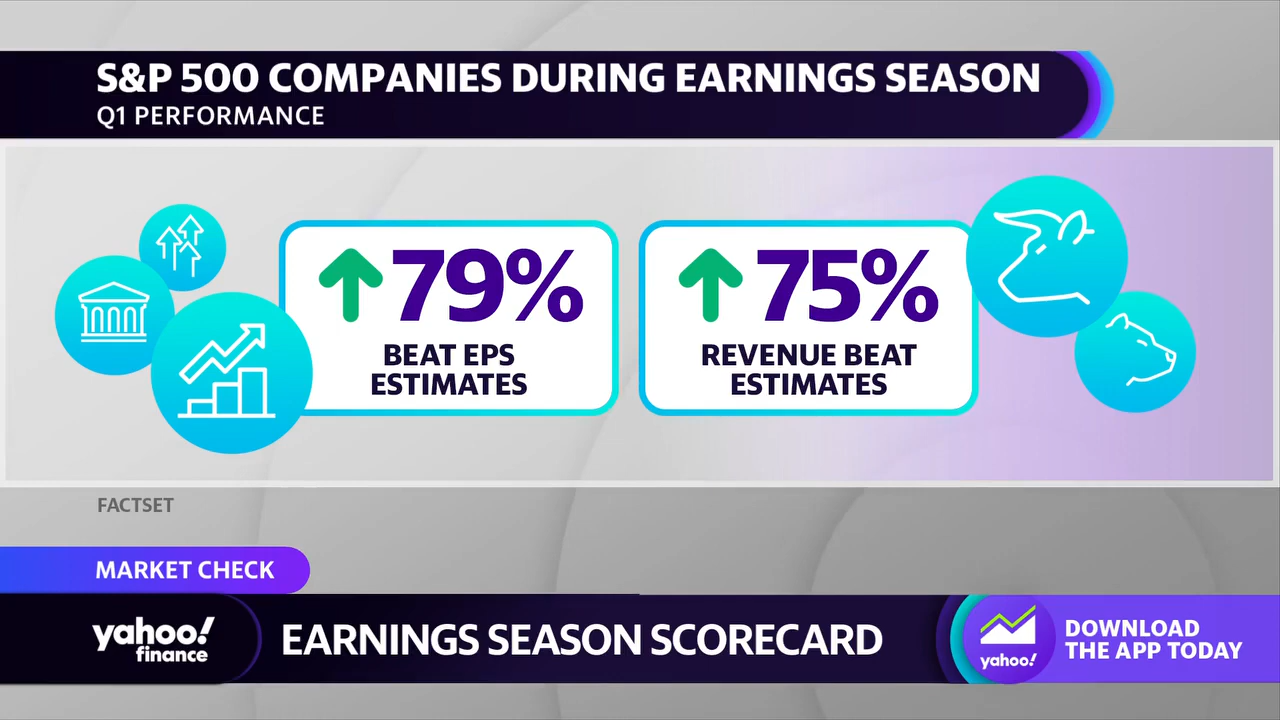 S&P 500 COMPANIES DURING EARNINGS SEASON
Q1 PERFORMANCE
79%
BEAT EPS
ESTIMATES
75%
REVENUE BEAT
ESTIMATES
FACTSET
MARKET CHECK
yahoo!
finance
EARNINGS SEASON SCORECARD
yahoo!
DOWNLOAD
THE APP TODAY